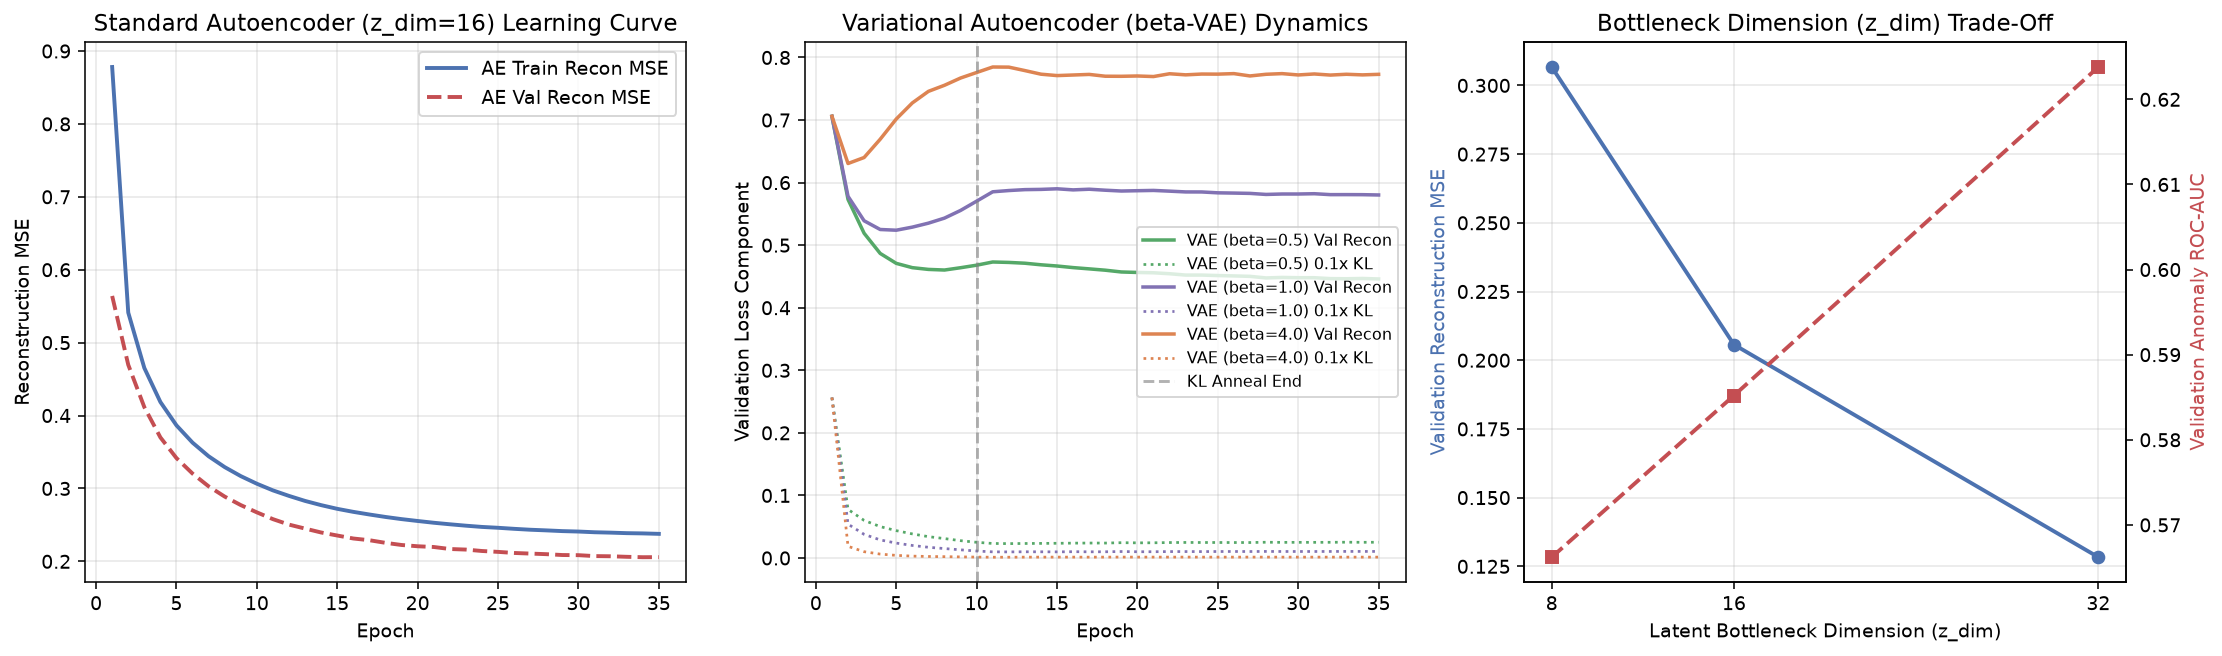 Standard Autoencoder (z_dim=16) Learning Curve
Reconstruction MSE
0.9
0.8
0.7
0.6
0.5
0.4
0.3
0.2
AE Train Recon MSE
AE Val Recon MSE
0 5 10 15 20 25 30 35
Epoch
Variational Autoencoder (beta-VAE) Dynamics
Validation Loss Component
0.8
0.7
0.6
0.5
0.4
0.3
0.2
0.1
0.0
VAE (beta=0.5) Val Recon
VAE (beta=0.5) 0.1x KL
VAE (beta=1.0) Val Recon
VAE (beta=1.0) 0.1x KL
VAE (beta=4.0) Val Recon
VAE (beta=4.0) 0.1x KL
KL Anneal End
0 5 10 15 20 25 30 35
Epoch
Bottleneck Dimension (z_dim) Trade-Off
Validation Reconstruction MSE
0.300
0.275
0.250
0.225
0.200
0.175
0.150
0.125
0.62
0.61
0.60
0.59
0.58
0.57
Validation Anomaly ROC-AUC
8 16 32
Latent Bottleneck Dimension (z_dim)